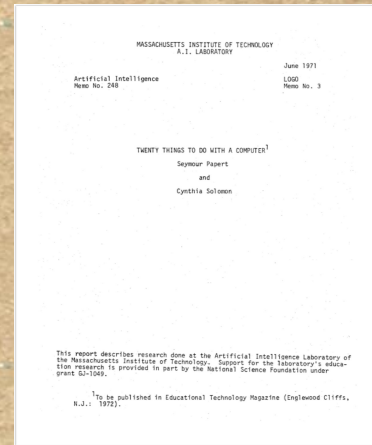 MASSACHUSETTS INSTITUTE OF TECHNOLOGY
A.I. LABORATORY
June 1971
Artificial Intelligence
Memo No. 248
LOGO
Memo No. 3
TWENTY THINGS TO DO WITH A COMPUTER1
Seymour Papert
and
Cynthia Solomon
This report describes research done at the Artificial Intelligence Laboratory of
the Massachusetts Institute of Technology. Support for the laboratory's educa-
tion research is provided in part by the National Science Foundation under
grant GJ-1049.
1To be published in Educational Technology Magazine (Englewood Cliffs,
N.J.: 1972).